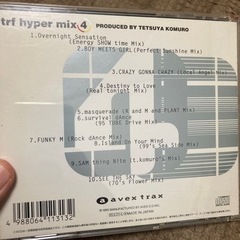 trf hyper mix 4 PRODUCED BY TETSUYA KOMURO
1.Overnight Sensation
(Energy SHOW time Mix)
2.BOY MEETS GIRL(Perfect Sunshine Mix)
3.CRAZY GONNA CRAZY (Local Angel Mix)
4.Destiny to Love
(Real tonight Mix)
5.masquerade (R and M and PLANT Mix)
6.survival dAnce
(95 TUBE Drive Mix)
7.FUNKY M (Rock dAnce Mix)
8.Island On Your Mind
(99's Sea Side Mix)
9.SAM thing Nite (t.komuro's Mix)
10.SEE THE SKY
(70's Flower Mix)
a avex trax
4 988064 113132